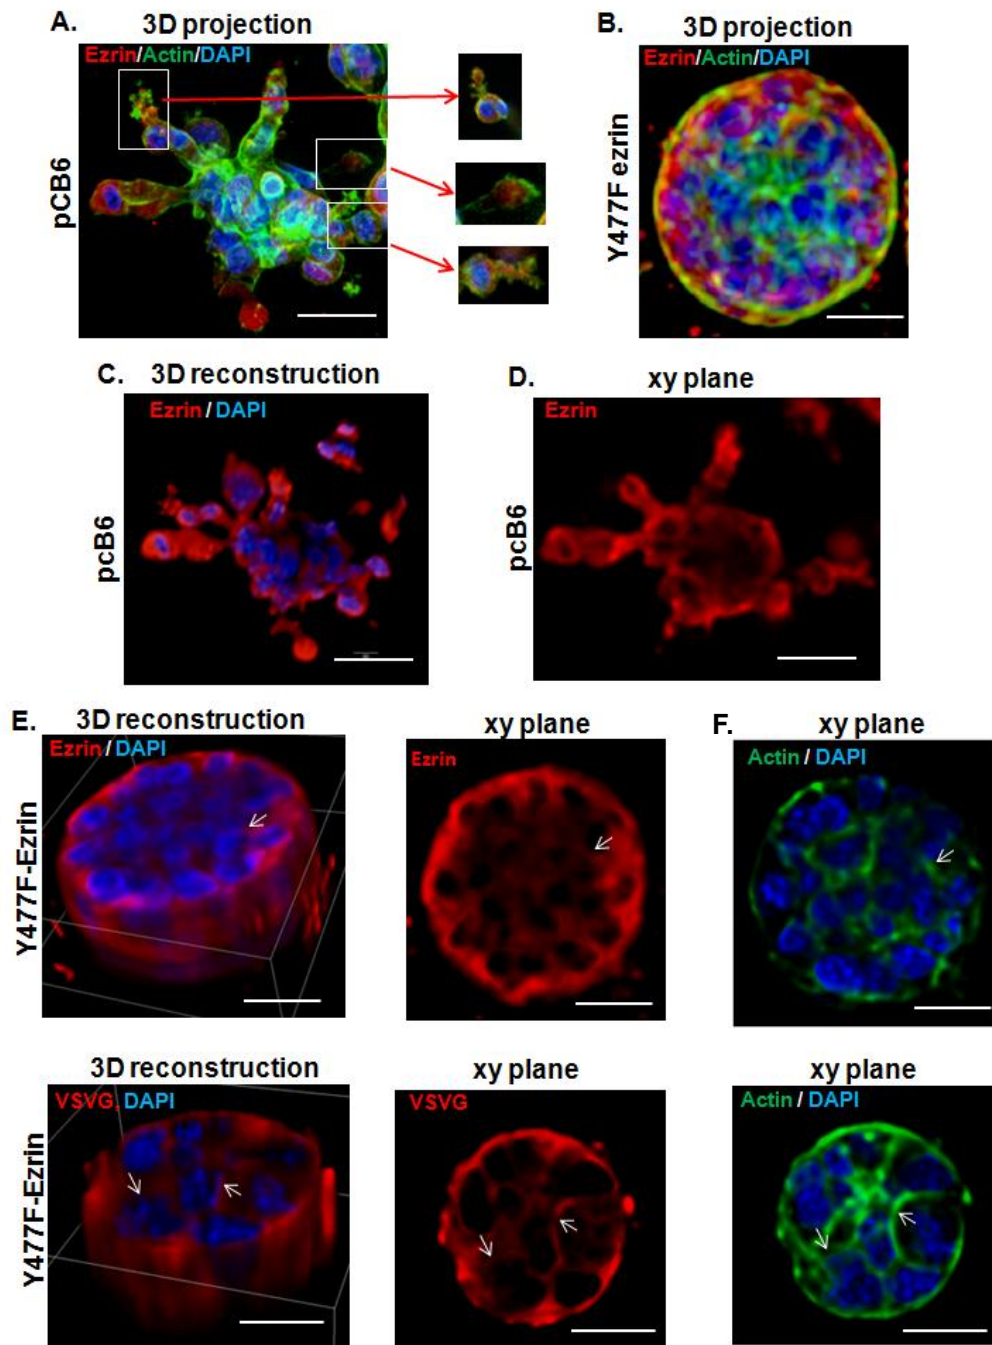 A.
3D projection
Ezrin/Actin/DAPI
pCB6
B.
3D projection
Ezrin/Actin/DAPI
Y477F ezrin
C.
3D reconstruction
Ezrin / DAPI
pcB6
D.
xy plane
Ezrin
pcB6
E.
3D reconstruction
Ezrin / DAPI
Y477F-Ezrin
xy plane
Ezrin
F.
xy plane
Actin / DAPI
3D reconstruction
VSVG, DAPI
Y477F-Ezrin
xy plane
VSVG
xy plane
Actin / DAPI